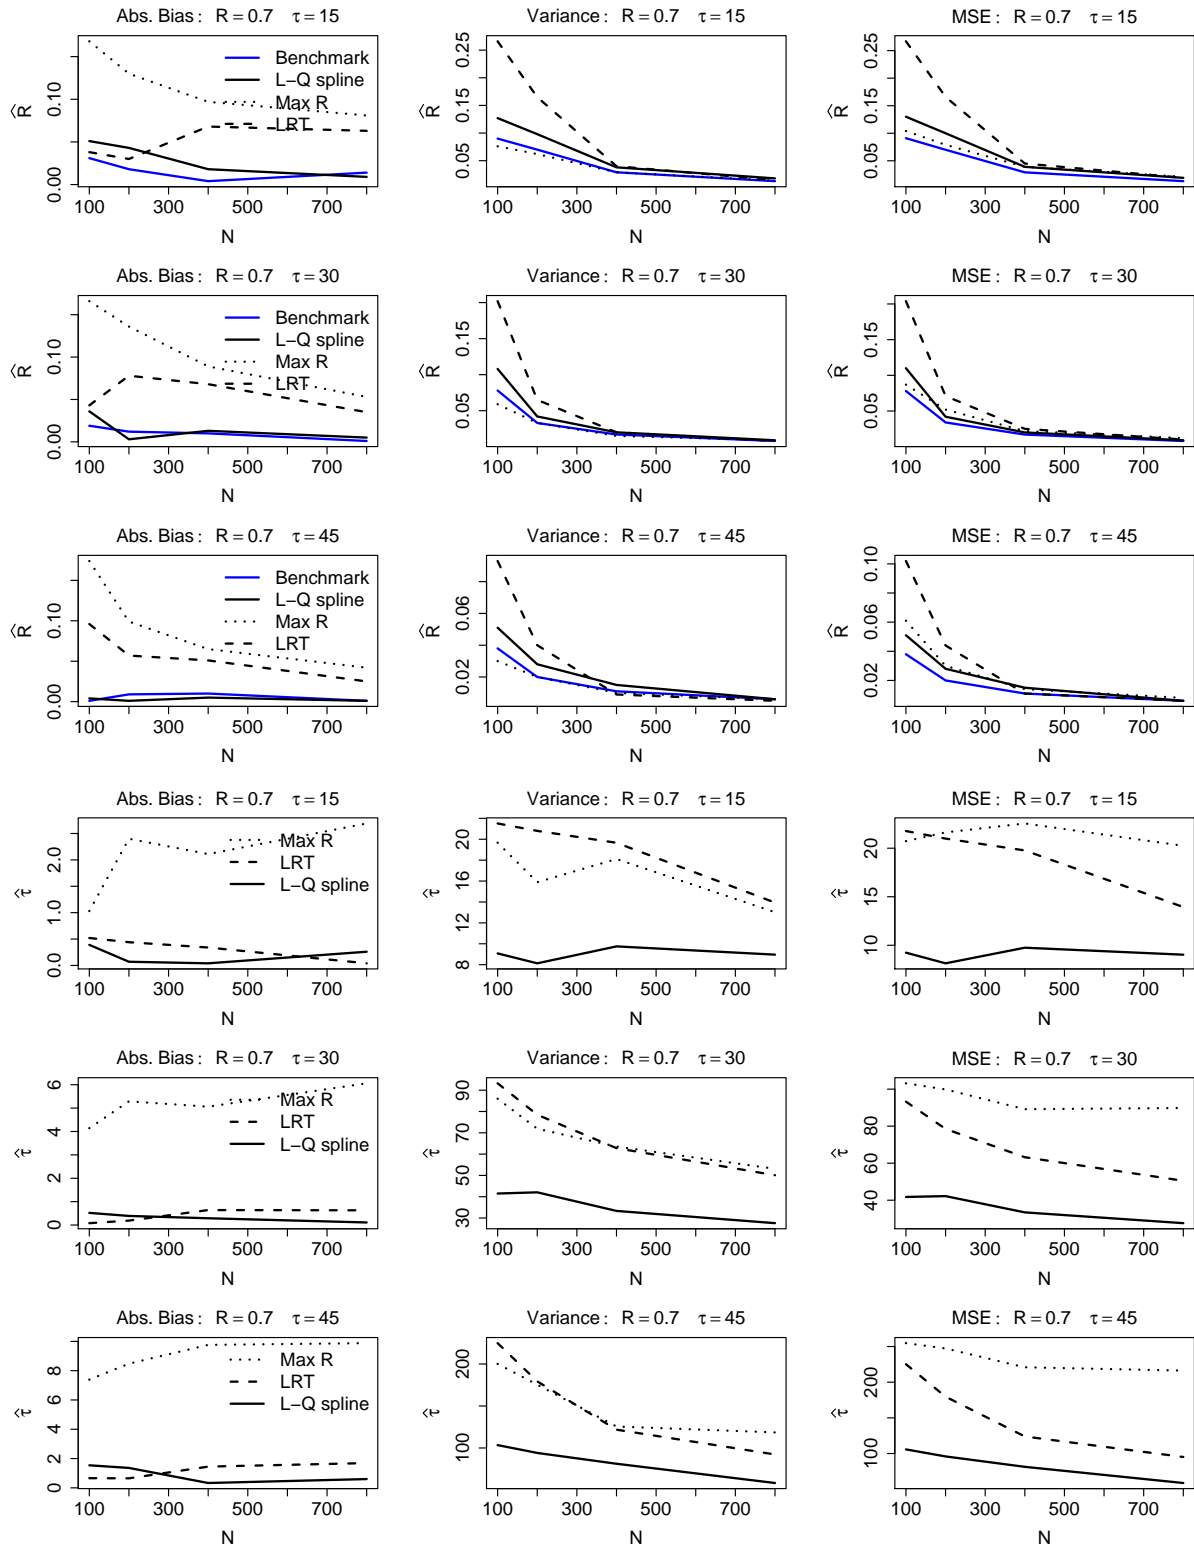 Abs. Bias : R = 0.7 τ = 15
R̂
0.00 0.10
Benchmark
L−Q spline
Max R
LRT
100 300 500 700
N
Variance : R = 0.7 τ = 15
R̂
0.05 0.15 0.25
100 300 500 700
N
MSE : R = 0.7 τ = 15
R̂
0.05 0.15 0.25
100 300 500 700
N
Abs. Bias : R = 0.7 τ = 30
R̂
0.00 0.10
Benchmark
L−Q spline
Max R
LRT
100 300 500 700
N
Variance : R = 0.7 τ = 30
R̂
0.05 0.15
100 300 500 700
N
MSE : R = 0.7 τ = 30
R̂
0.05 0.15
100 300 500 700
N
Abs. Bias : R = 0.7 τ = 45
R̂
0.00 0.10
Benchmark
L−Q spline
Max R
LRT
100 300 500 700
N
Variance : R = 0.7 τ = 45
R̂
0.02 0.06
100 300 500 700
N
MSE : R = 0.7 τ = 45
R̂
0.02 0.06 0.10
100 300 500 700
N
Abs. Bias : R = 0.7 τ = 15
τ̂
0.0 1.0 2.0
Max R
LRT
L−Q spline
100 300 500 700
N
Variance : R = 0.7 τ = 15
τ̂
8 12 16 20
100 300 500 700
N
MSE : R = 0.7 τ = 15
τ̂
10 15 20
100 300 500 700
N
Abs. Bias : R = 0.7 τ = 30
τ̂
0 2 4 6
Max R
LRT
L−Q spline
100 300 500 700
N
Variance : R = 0.7 τ = 30
τ̂
30 50 70 90
100 300 500 700
N
MSE : R = 0.7 τ = 30
τ̂
40 60 80
100 300 500 700
N
Abs. Bias : R = 0.7 τ = 45
τ̂
0 2 4 6 8
Max R
LRT
L−Q spline
100 300 500 700
N
Variance : R = 0.7 τ = 45
τ̂
100 200
100 300 500 700
N
MSE : R = 0.7 τ = 45
τ̂
100 200
100 300 500 700
N